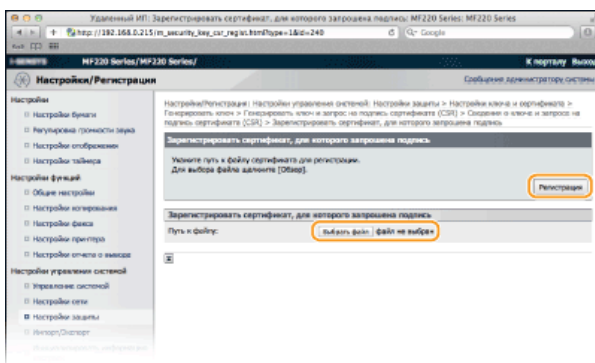 Удаленный ИП: Зарегистрировать сертификат, для которого запрошена подпись: MF220 Series: MF220 Series
http://192.168.0.215/m_security_key_csr_regist.html?type=1&id=240
Google
MF220 Series/MF220 Series/
К порталу
Настройки/Регистрация
Сообщение администратору системы
Настройки
Настройки бумаги
Регулировка громкости звука
Настройки отображения
Настройки таймера
Настройки функций
Общие настройки
Настройки копирования
Настройки факса
Настройки принтера
Настройки отчета о выводе
Настройки управления системой
Управление системой
Настройки сети
Настройки защиты
Импорт/Экспорт
Настройки/Регистрация: Настройки управления системой: Настройки защиты > Настройки ключа и сертификата >
Генерировать ключ > Генерировать ключ и запрос на подпись сертификата (CSR) > Сведения о ключе и запросе на
подпись сертификата (CSR) > Зарегистрировать сертификат, для которого запрошена подпись
Зарегистрировать сертификат, для которого запрошена подпись
Укажите путь к файлу сертификата для регистрации.
Для выбора файла щелкните [Обзор].
Регистрация
Зарегистрировать сертификат, для которого запрошена подпись
Путь к файлу:
Выбрать файл файл не выбран